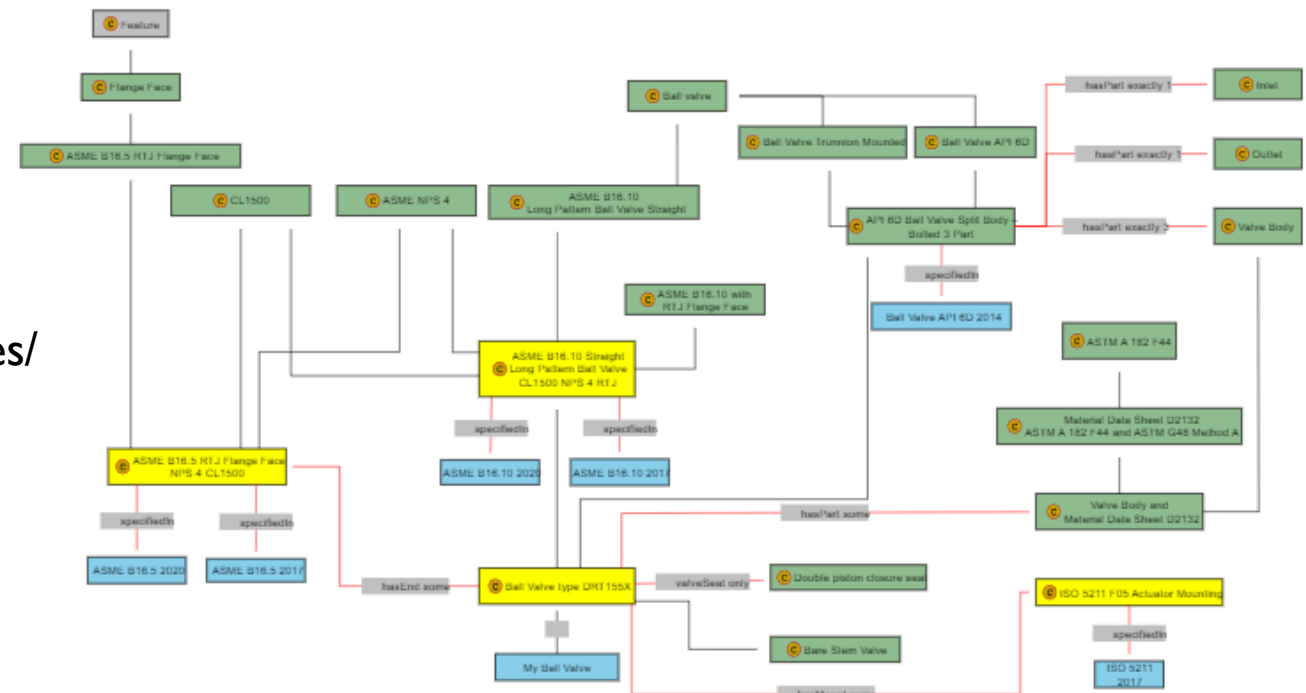 Feature
Flange Face
ASME B16.5 RTJ Flange Face
CL1500
ASME NPS 4
ASME B16.10
Long Pattern Ball Valve Straight
Ball valve
Ball Valve Trunnion Mounted
Ball Valve API 6D
hasPart exactly 1
Inlet
hasPart exactly 1
Outlet
API 6D Ball Valve Split Body -
Bolted 3 Part
hasPart exactly 3
Valve Body
specifiedIn
Ball Valve API 6D 2014
ASME B16.10 with
RTJ Flange Face
es/
ASME B16.10 Straight
Long Pattern Ball Valve
CL1500 NPS 4 RTJ
ASTM A 182 F44
Material Data Sheet D2132
ASTM A 182 F44 and ASTM G48 Method A
specifiedIn
specifiedIn
ASME B16.10 2020
ASME B16.10 2017
ASME B16.5 RTJ Flange Face
NPS 4 CL1500
specifiedIn
specifiedIn
ASME B16.5 2020
ASME B16.5 2017
hasPart some
Valve Body and
Material Data Sheet D2132
hasEnd some
Ball Valve type DRT155X
valveSeat only
Double piston closure seat
ISO 5211 F05 Actuator Mounting
specifiedIn
ISO 5211
2017
Bare Stem Valve
My Ball Valve